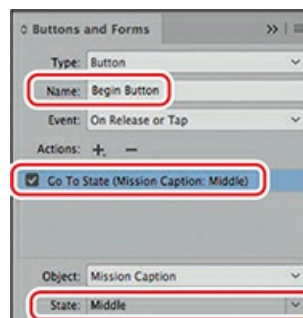 Buttons and Forms
Type: Button
Name: Begin Button
Event: On Release or Tap
Actions: + −
Go To State (Mission Caption: Middle)
Object: Mission Caption
State: Middle